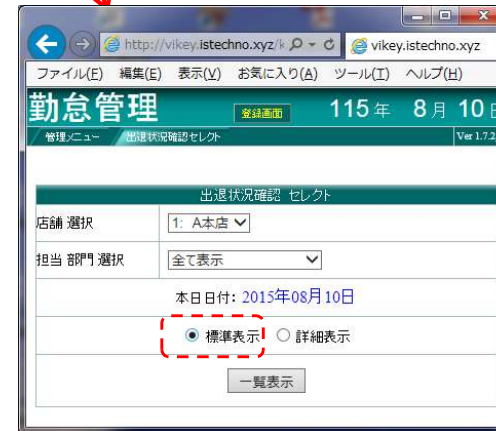 http://vikey.istechno.xyz/k
vikey.istechno.xyz
ファイル(F) 編集(E) 表示(V) お気に入り(A) ツール(T) ヘルプ(H)
勤怠管理 登録画面 115年 8月 10日
管理メニュー 出退状況確認セレクト Ver 1.7.2
出退状況確認 セレクト
店舗 選択 1: A本店
担当 部門 選択 全て表示
本日日付: 2015年08月10日
標準表示 詳細表示
一覧表示